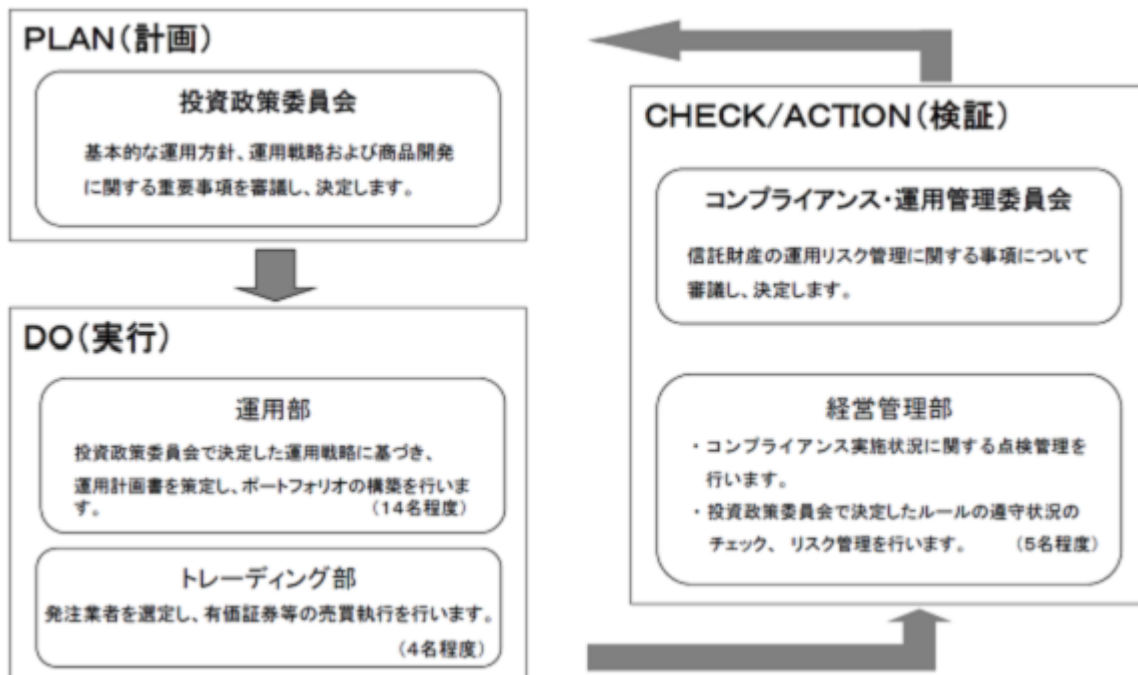 PLAN(計画)
投資政策委員会
基本的な運用方針、運用戦略および商品開発
に関する重要事項を審議し、決定します。
DO(実行)
運用部
投資政策委員会で決定した運用戦略に基づき、
運用計画書を策定し、ポートフォリオの構築を行いま
す。 (14名程度)
トレーディング部
発注業者を選定し、有価証券等の売買執行を行います。
(4名程度)
CHECK/ACTION(検証)
コンプライアンス・運用管理委員会
信託財産の運用リスク管理に関する事項について
審議し、決定します。
経営管理部
・コンプライアンス実施状況に関する点検管理を
行います。
・投資政策委員会で決定したルールの遵守状況の
チェック、 リスク管理を行います。 (5名程度)